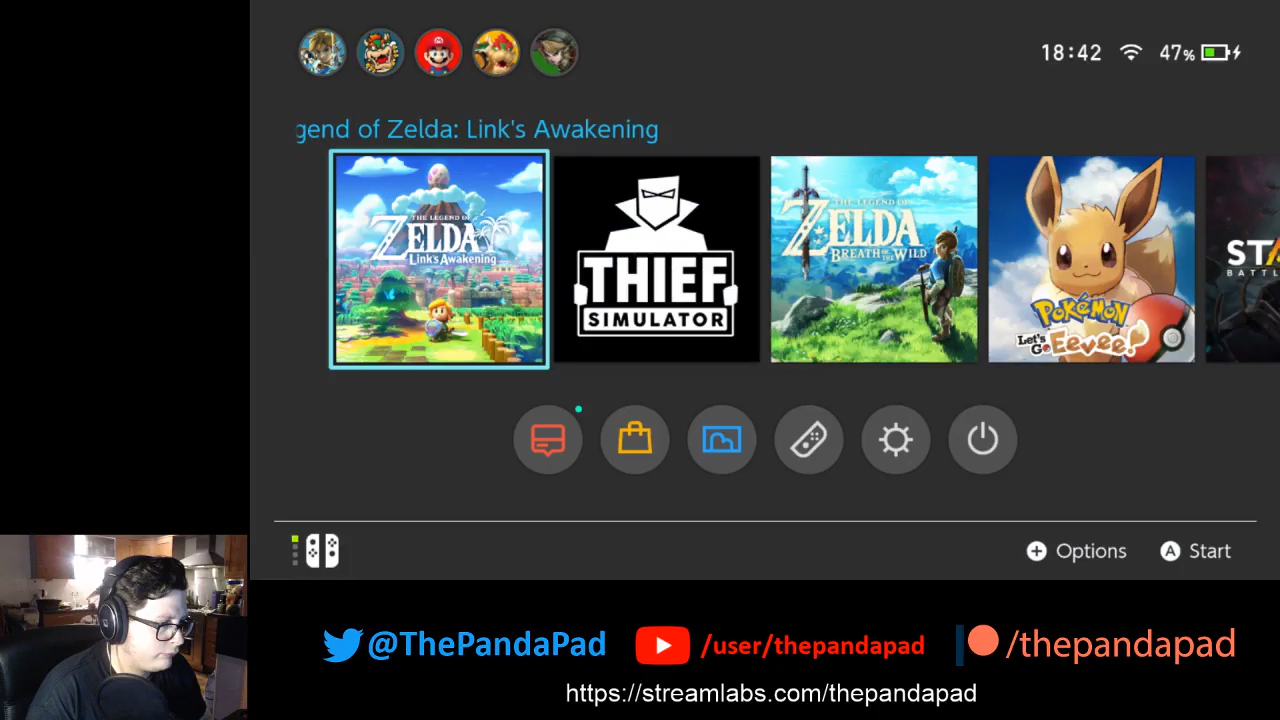 18:42
47%
gend of Zelda: Link's Awakening
THE LEGEND OF
ZELDA
Link's Awakening
THIEF
SIMULATOR
THE LEGEND OF
ZELDA
BREATH OF THE WILD
POKéMON
Let's Go Eevee!
STA
BATTL
+ Options
A Start
@ThePandaPad
/user/thepandapad
/thepandapad
https://streamlabs.com/thepandapad